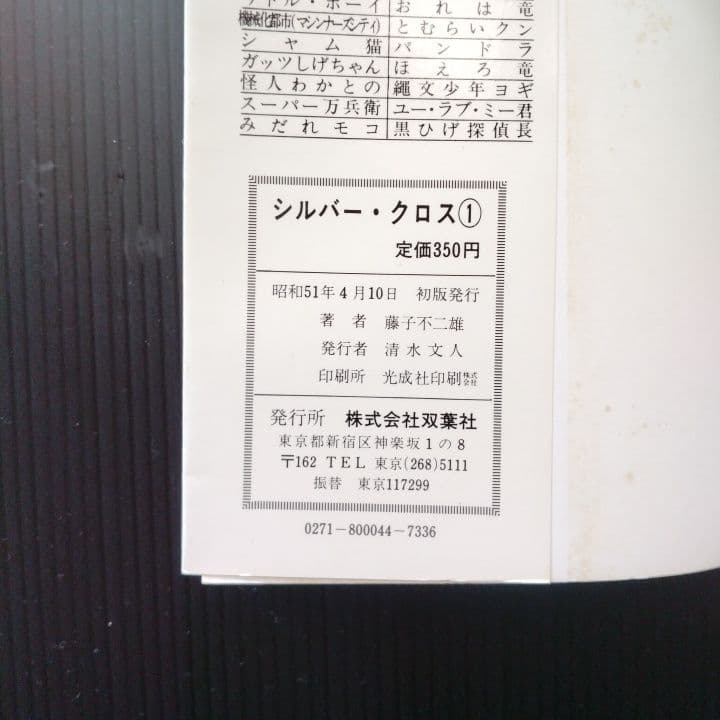 機械化都市(マシンナーズシティ) とむらいクン
シャム猫 パンドラ
ガッツしげちゃん ほえろ竜
怪人わかとの 縄文少年ヨギ
スーパー万兵衛 ユー・ラブ・ミー君
みだれモコ 黒ひげ探偵長
シルバー・クロス①
定価350円
昭和51年4月10日 初版発行
著者 藤子不二雄
発行者 清水文人
印刷所 光成社印刷株式会社
発行所 株式会社双葉社
東京都新宿区神楽坂1の8
〒162 TEL 東京(268)5111
振替 東京117299
0271-800044-7336